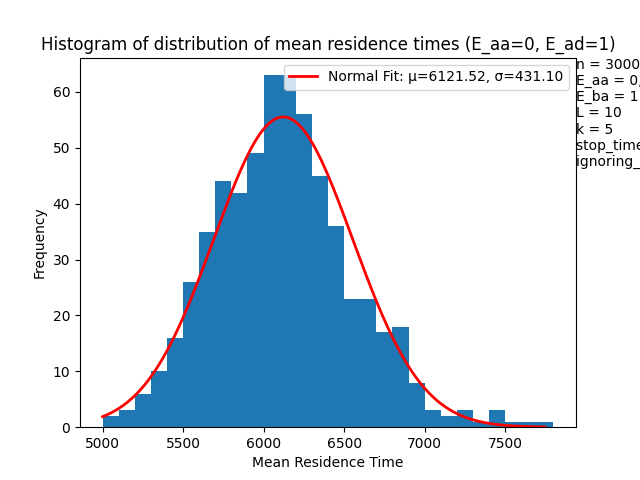 Histogram of distribution of mean residence times (E_aa=0, E_ad=1)
Normal Fit: μ=6121.52, σ=431.10
n = 3000
E_aa = 0,
E_ba = 1
L = 10
k = 5
stop_time
ignoring_
Frequency
60
50
40
30
20
10
0
5000 5500 6000 6500 7000 7500
Mean Residence Time